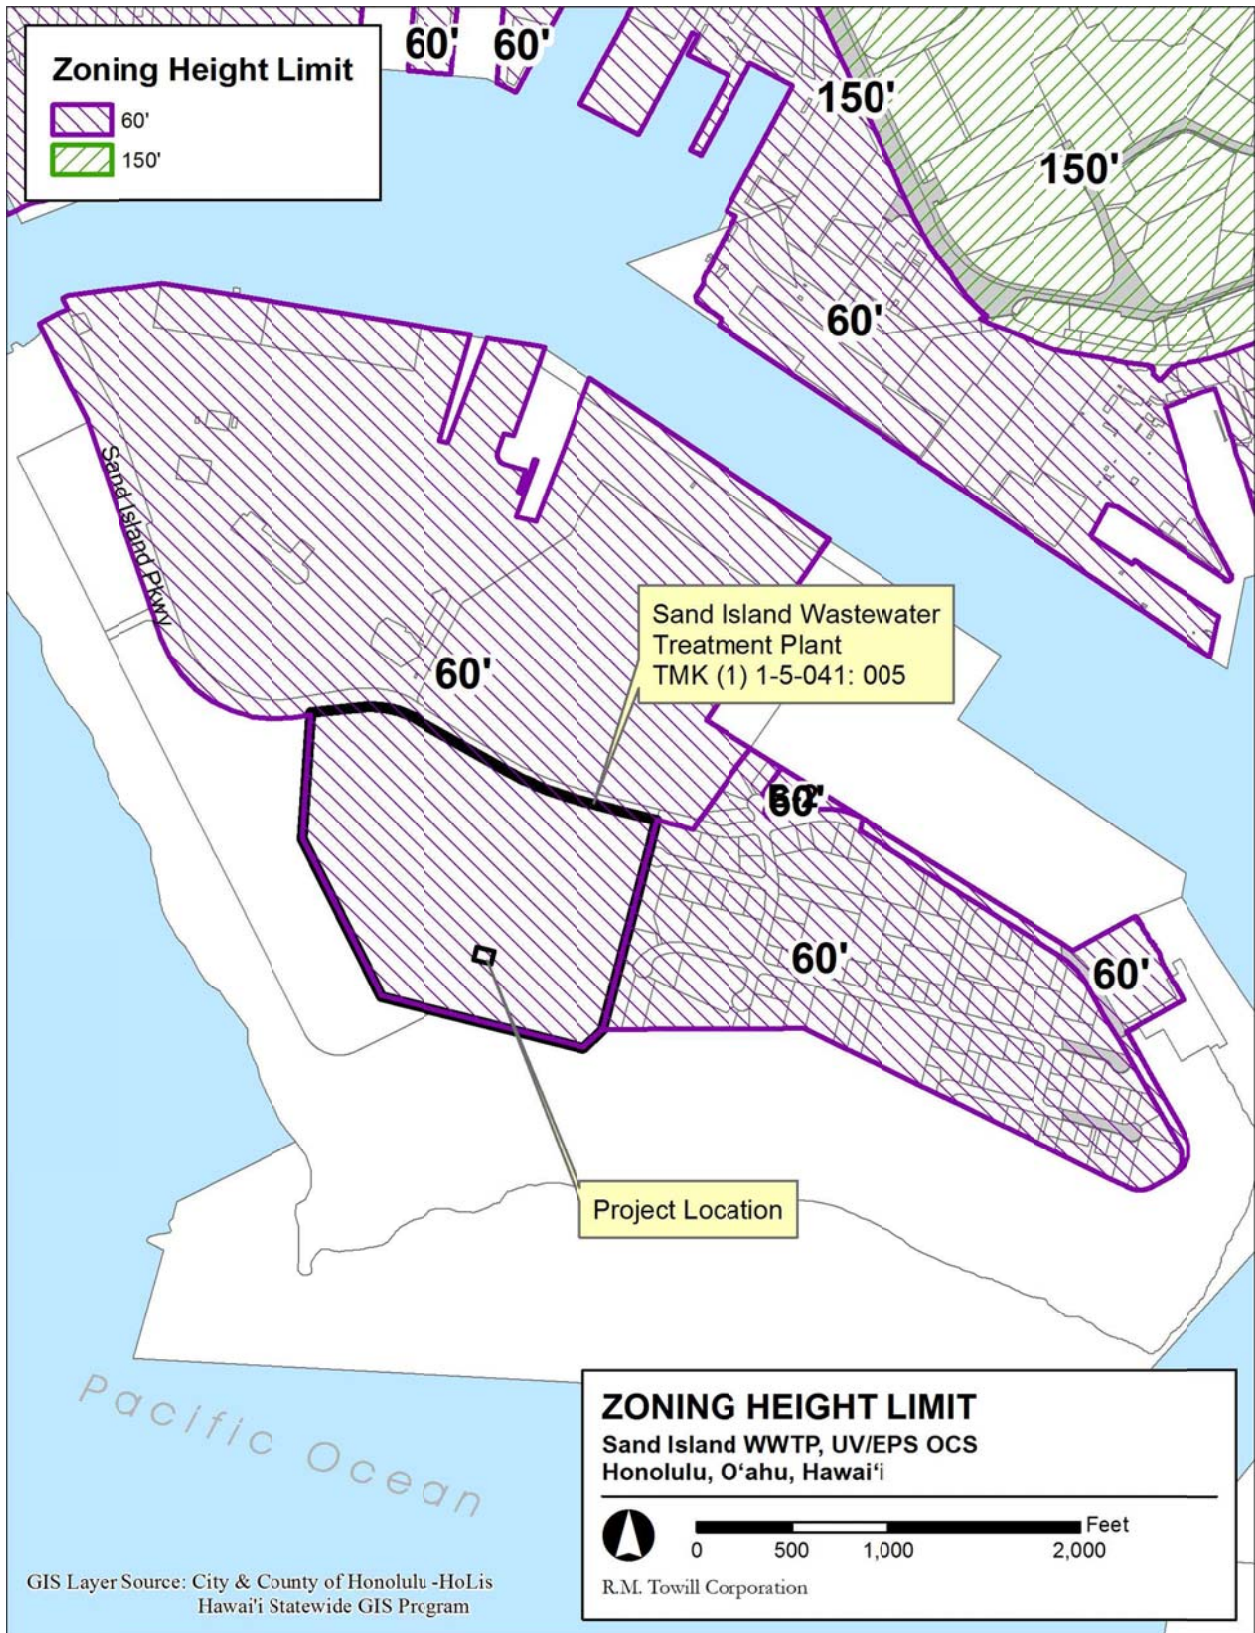 Zoning Height Limit
60'
150'
60'
60'
150'
150'
60'
Sand Island Pkwy
Sand Island Wastewater
Treatment Plant
TMK (1) 1-5-041: 005
60'
60'
60'
60'
Project Location
Pacific Ocean
ZONING HEIGHT LIMIT
Sand Island WWTP, UV/EPS OCS
Honolulu, Oʻahu, Hawaiʻi
Feet
0 500 1,000 2,000
R.M. Towill Corporation
GIS Layer Source: City & County of Honolulu -HoLis
Hawai'i Statewide GIS Program